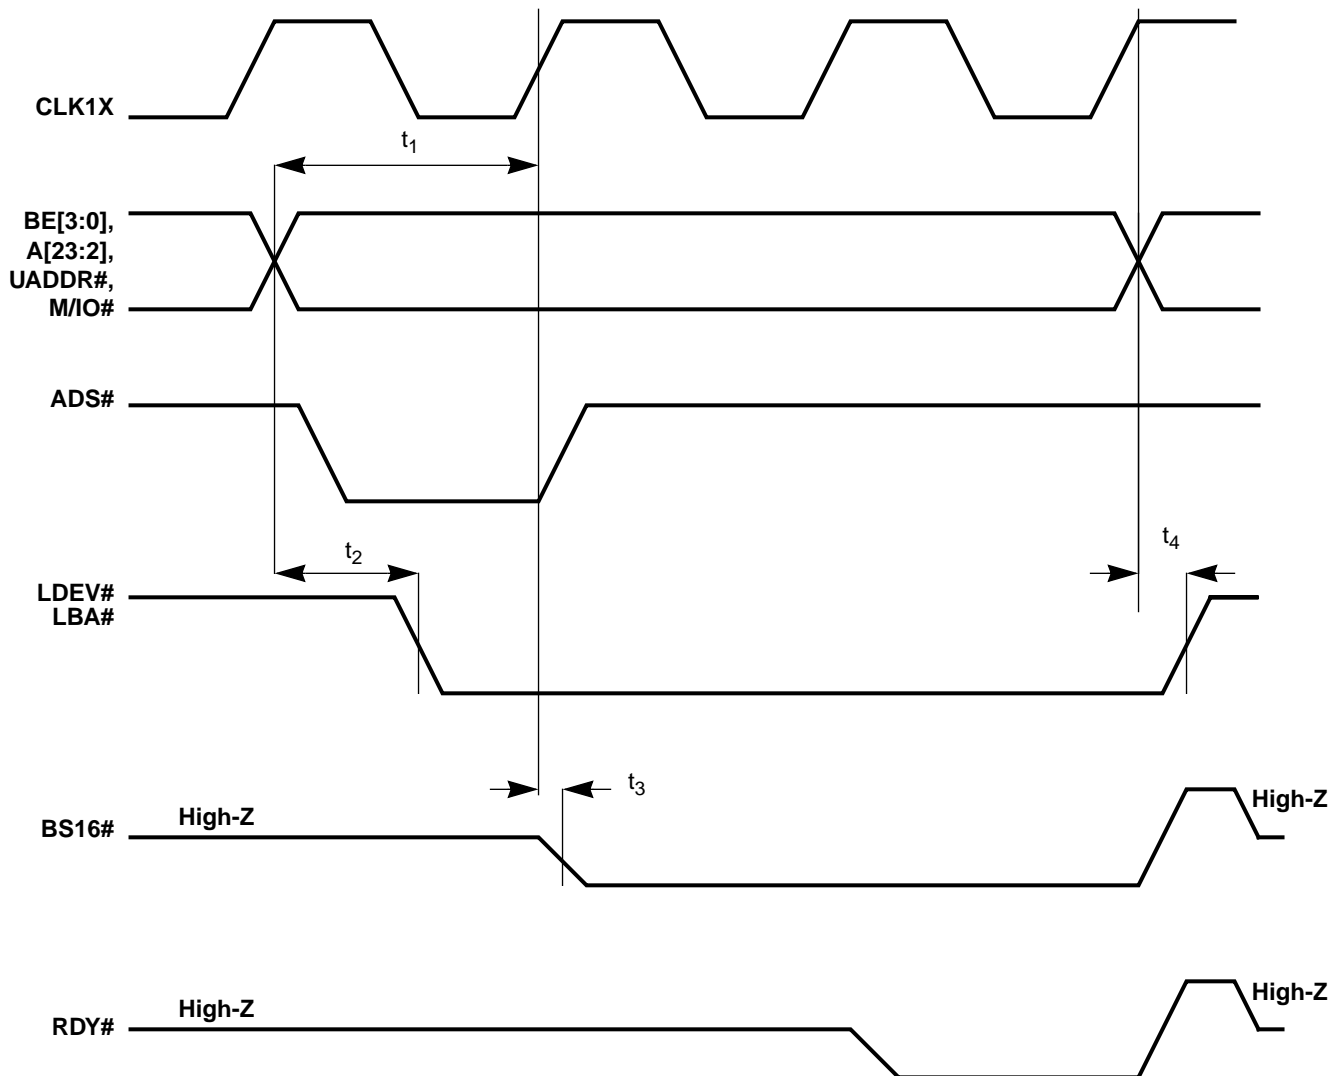 CLK1X
t1
BE[3:0],
A[23:2],
UADDR#,
M/IO#
ADS#
t2
t4
LDEV#
LBA#
t3
High-Z
High-Z
BS16#
High-Z
High-Z
RDY#